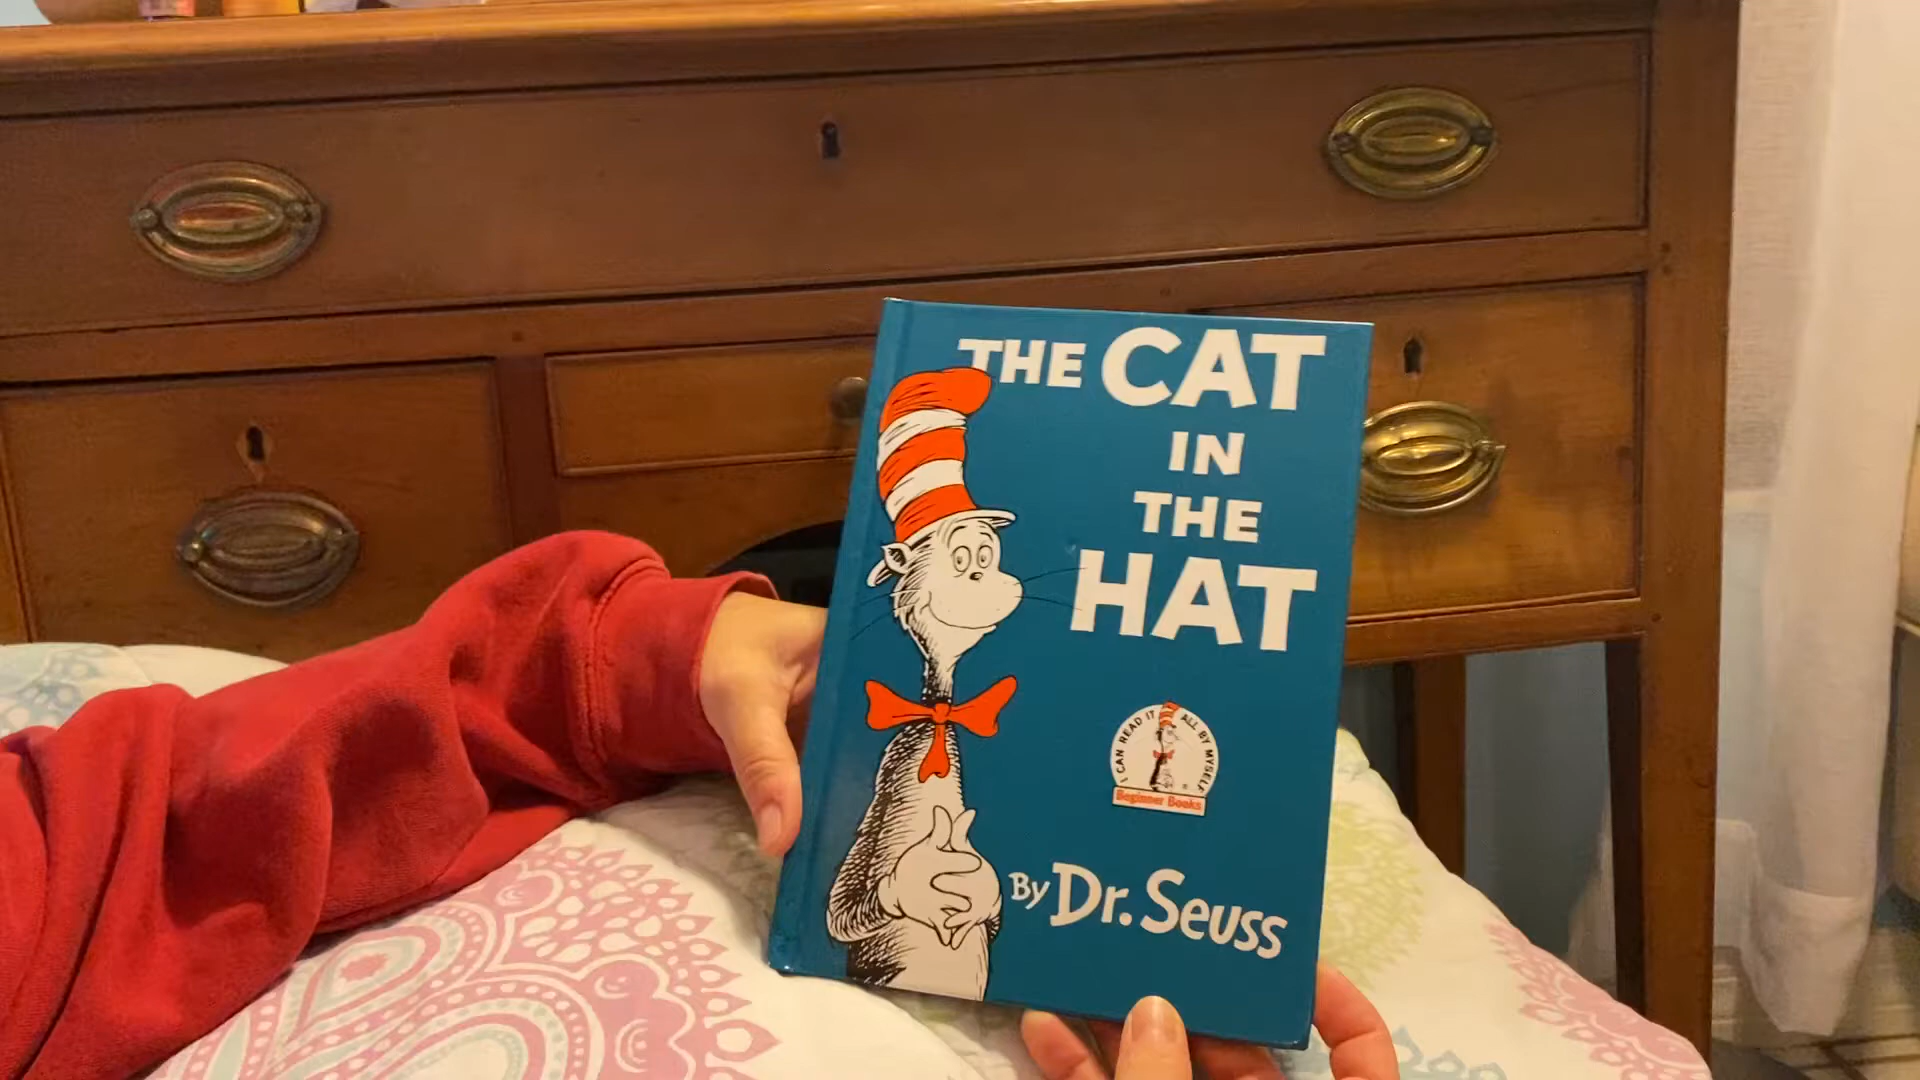 THE CAT
IN
THE
HAT
I CAN READ IT ALL BY MYSELF
Beginner Books
By Dr. Seuss